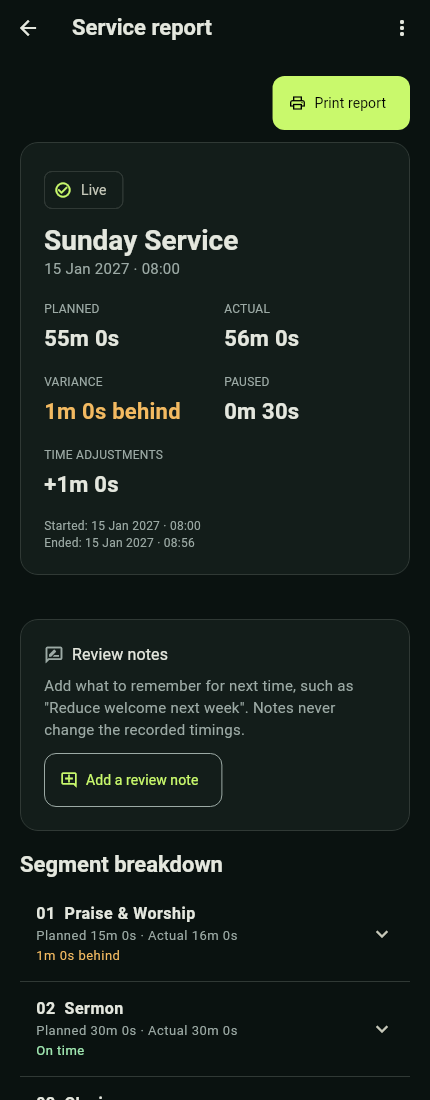 Service report
Print report
Live
Sunday Service
15 Jan 2027 · 08:00
PLANNED
55m 0s
ACTUAL
56m 0s
VARIANCE
1m 0s behind
PAUSED
0m 30s
TIME ADJUSTMENTS
+1m 0s
Started: 15 Jan 2027 · 08:00
Ended: 15 Jan 2027 · 08:56
Review notes
Add what to remember for next time, such as
"Reduce welcome next week". Notes never
change the recorded timings.
Add a review note
Segment breakdown
01 Praise & Worship
Planned 15m 0s · Actual 16m 0s
1m 0s behind
02 Sermon
Planned 30m 0s · Actual 30m 0s
On time